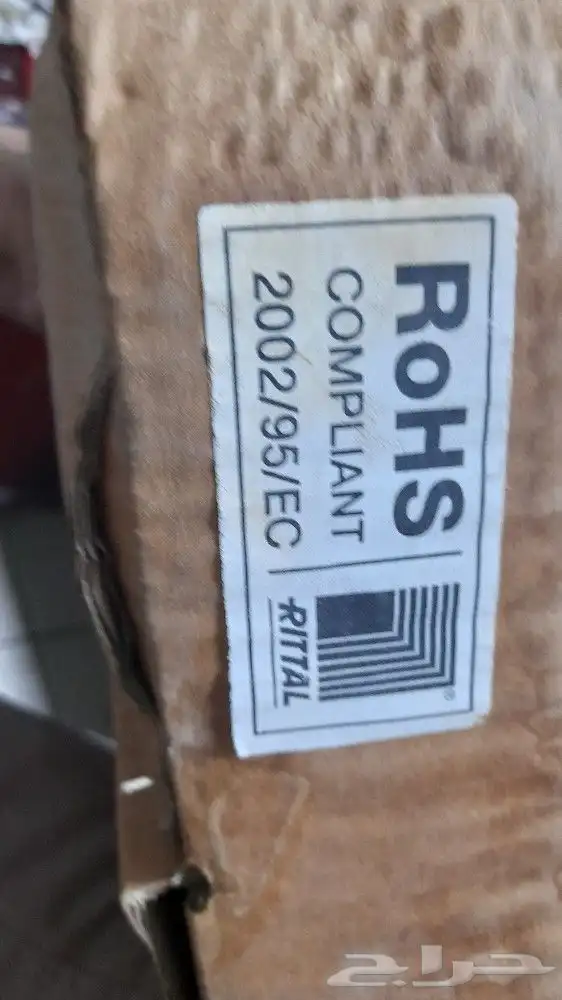 RoHS
COMPLIANT
2002/95/EC
RITTAL
®
حراج